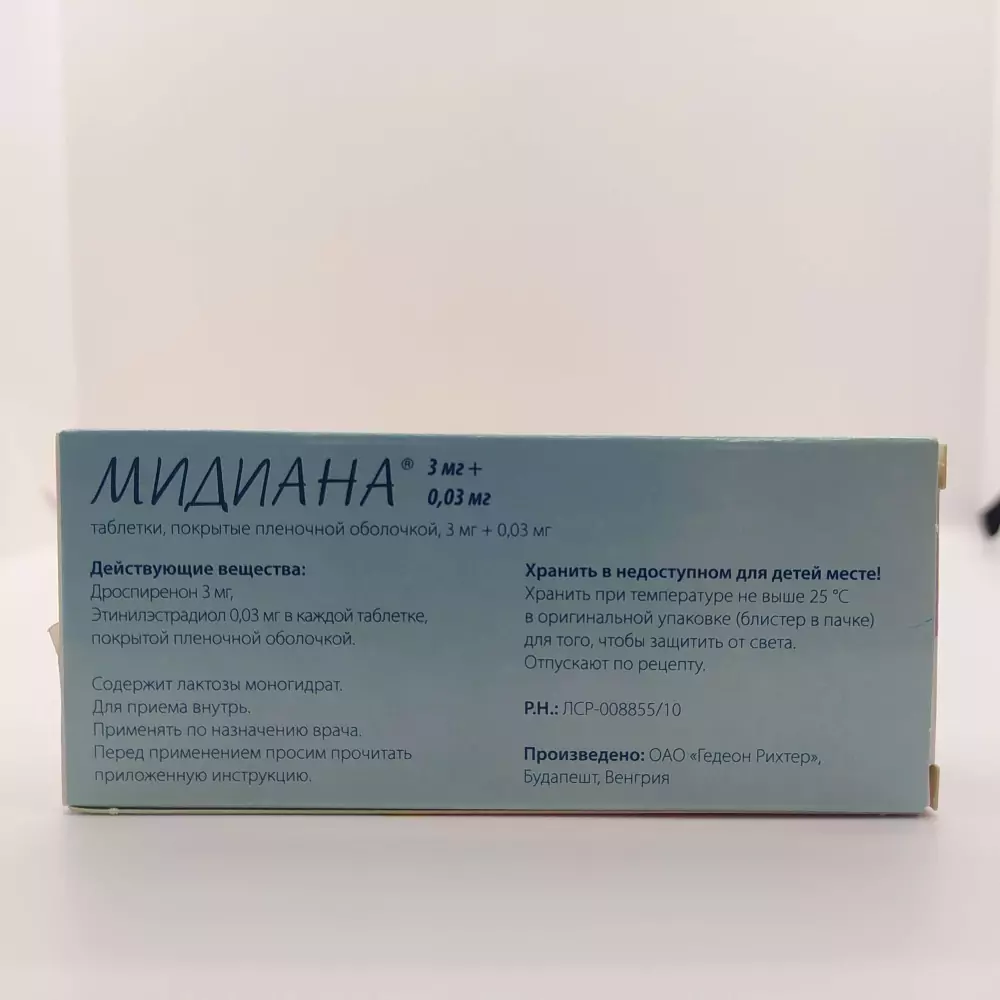 МИДИАНА® 3 мг +
0,03 мг
таблетки, покрытые пленочной оболочкой, 3 мг + 0,03 мг
Действующие вещества:
Дроспиренон 3 мг,
Этинилэстрадиол 0,03 мг в каждой таблетке,
покрытой пленочной оболочкой.
Содержит лактозы моногидрат.
Для приема внутрь.
Применять по назначению врача.
Перед применением просим прочитать
приложенную инструкцию.
Хранить в недоступном для детей месте!
Хранить при температуре не выше 25 °C
в оригинальной упаковке (блистер в пачке)
для того, чтобы защитить от света.
Отпускают по рецепту.
Р.Н.: ЛСР-008855/10
Произведено: ОАО «Гедеон Рихтер»,
Будапешт, Венгрия